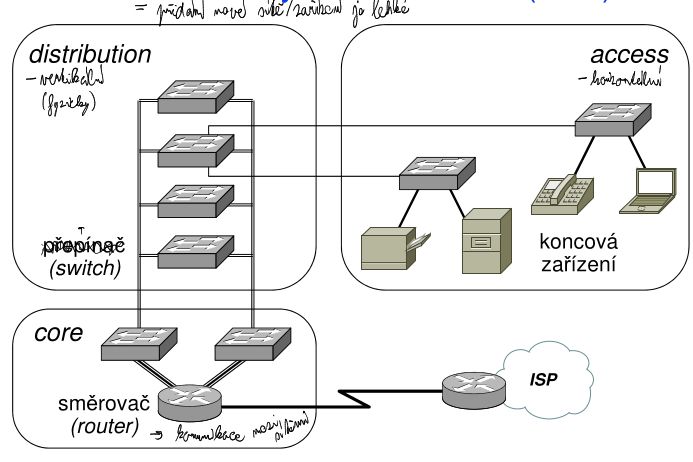 = přidání nové sítě/zařízení je lehké
distribution
- vertikální
(fyzicky)
přepínač
(switch)
access
- horizontální
koncová
zařízení
core
směrovač
(router)
→ komunikace mezi sítěmi
ISP